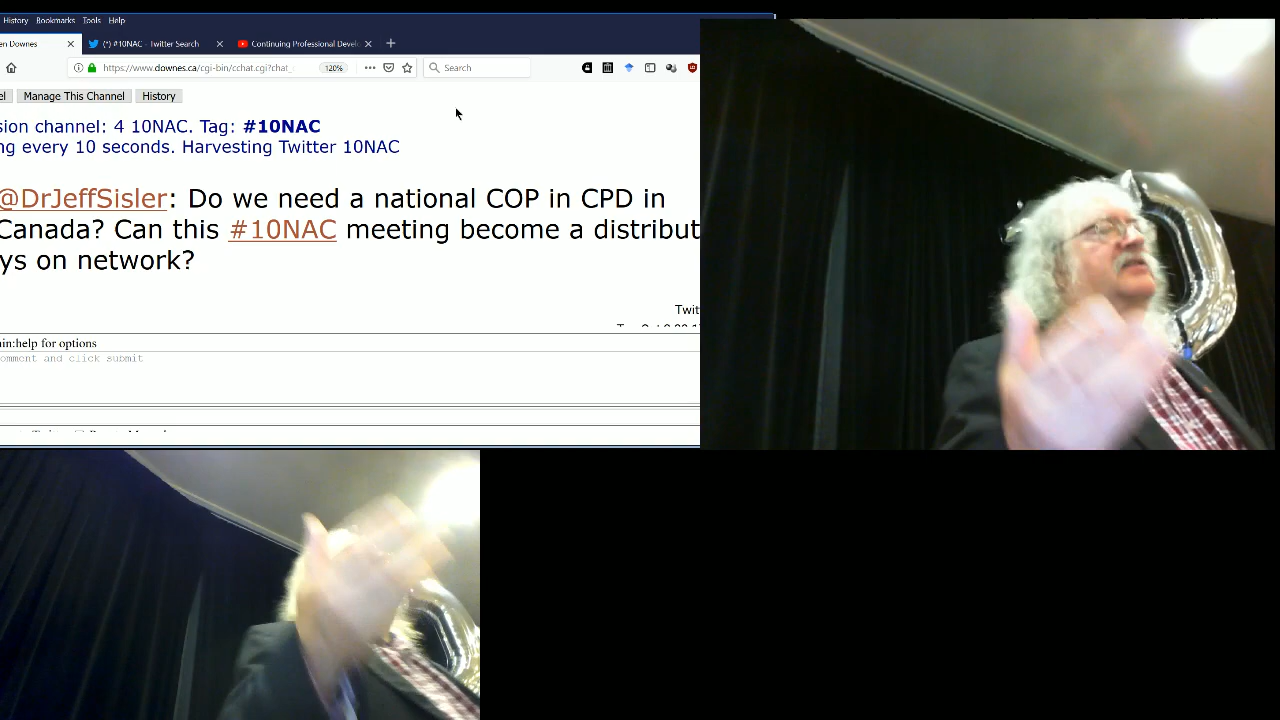 History Bookmarks Tools Help
en Downes
(*) #10NAC - Twitter Search
Continuing Professional Devel
https://www.downes.ca/cgi-bin/cchat.cgi?chat_
120%
Search
el
Manage This Channel
History
sion channel: 4 10NAC. Tag: #10NAC
ng every 10 seconds. Harvesting Twitter 10NAC
@DrJeffSisler: Do we need a national COP in CPD in
Canada? Can this #10NAC meeting become a distribut
ys on network?
Twit
in:help for options
omment and click submit